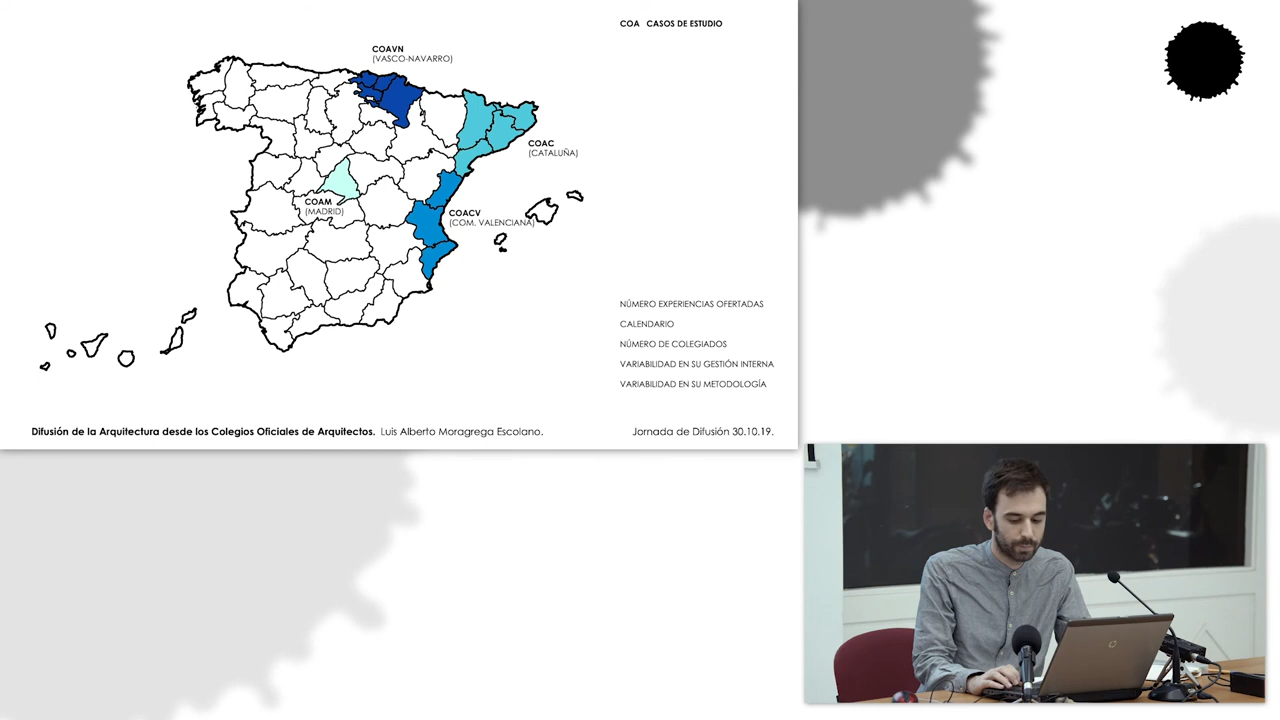 COA CASOS DE ESTUDIO
COAVN
(VASCO-NAVARRO)
COAC
(CATALUÑA)
COAM
(MADRID)
COACV
(COM. VALENCIANA)
NÚMERO EXPERIENCIAS OFERTADAS
CALENDARIO
NÚMERO DE COLEGIADOS
VARIABILIDAD EN SU GESTIÓN INTERNA
VARIABILIDAD EN SU METODOLOGÍA
Difusión de la Arquitectura desde los Colegios Oficiales de Arquitectos. Luis Alberto Moragrega Escolano.
Jornada de Difusión 30.10.19.